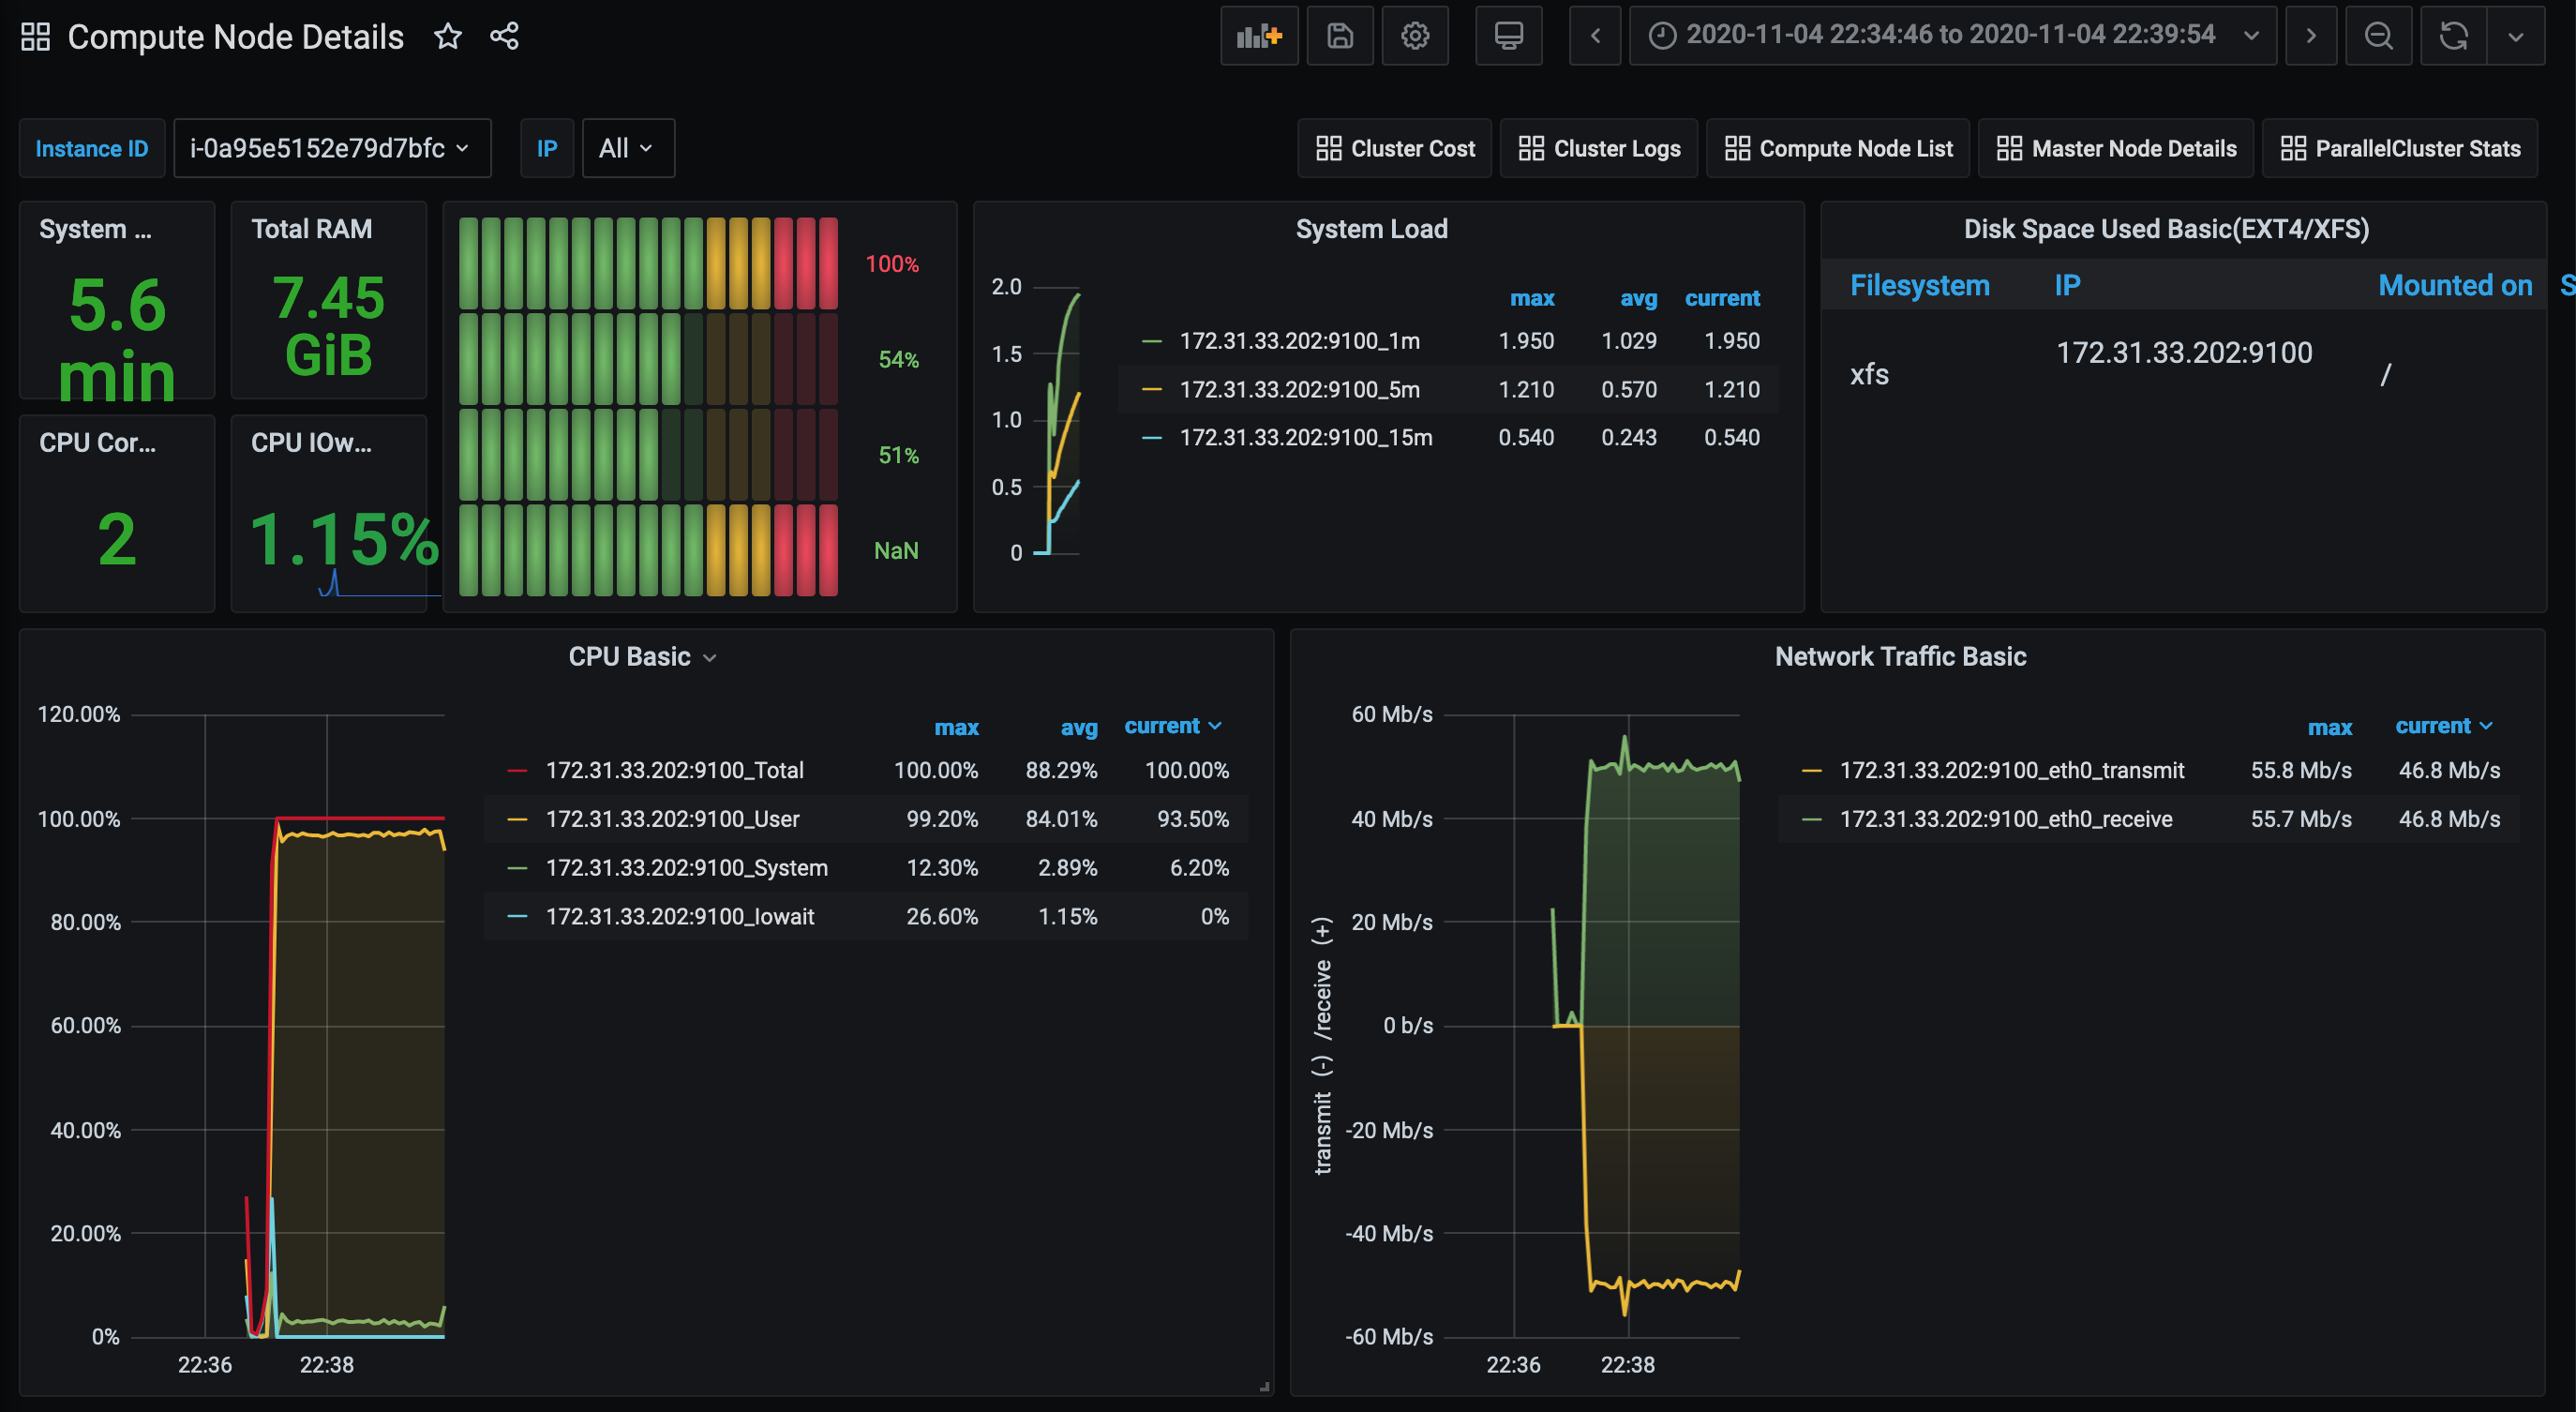 Compute Node Details
2020-11-04 22:34:46 to 2020-11-04 22:39:54
Instance ID i-0a95e5152e79d7bfc IP All
Cluster Cost Cluster Logs Compute Node List Master Node Details ParallelCluster Stats
System ...
5.6
min
Total RAM
7.45
GiB
CPU Cor...
2
CPU IOw...
1.15%
100%
54%
51%
NaN
System Load
2.0
1.5
1.0
0.5
0
max avg current
172.31.33.202:9100_1m 1.950 1.029 1.950
172.31.33.202:9100_5m 1.210 0.570 1.210
172.31.33.202:9100_15m 0.540 0.243 0.540
Disk Space Used Basic(EXT4/XFS)
Filesystem IP Mounted on S
xfs 172.31.33.202:9100 /
CPU Basic
120.00%
100.00%
80.00%
60.00%
40.00%
20.00%
0%
22:36 22:38
max avg current
172.31.33.202:9100_Total 100.00% 88.29% 100.00%
172.31.33.202:9100_User 99.20% 84.01% 93.50%
172.31.33.202:9100_System 12.30% 2.89% 6.20%
172.31.33.202:9100_Iowait 26.60% 1.15% 0%
Network Traffic Basic
transmit (-) /receive (+)
60 Mb/s
40 Mb/s
20 Mb/s
0 b/s
-20 Mb/s
-40 Mb/s
-60 Mb/s
22:36 22:38
max current
172.31.33.202:9100_eth0_transmit 55.8 Mb/s 46.8 Mb/s
172.31.33.202:9100_eth0_receive 55.7 Mb/s 46.8 Mb/s